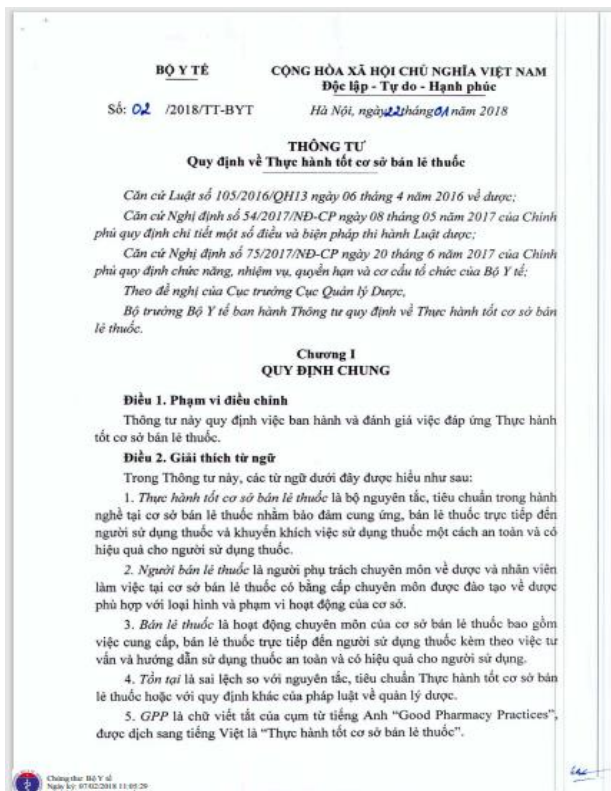 BỘ Y TẾ
CỘNG HÒA XÃ HỘI CHỦ NGHĨA VIỆT NAM
Độc lập - Tự do - Hạnh phúc
Số: 02 /2018/TT-BYT
Hà Nội, ngày 22 tháng 01 năm 2018
THÔNG TƯ
Quy định về Thực hành tốt cơ sở bán lẻ thuốc
Căn cứ Luật số 105/2016/QH13 ngày 06 tháng 4 năm 2016 về dược;
Căn cứ Nghị định số 54/2017/NĐ-CP ngày 08 tháng 05 năm 2017 của Chính
phủ quy định chi tiết một số điều và biện pháp thi hành Luật dược;
Căn cứ Nghị định số 75/2017/NĐ-CP ngày 20 tháng 6 năm 2017 của Chính
phủ quy định chức năng, nhiệm vụ, quyền hạn và cơ cấu tổ chức của Bộ Y tế;
Theo đề nghị của Cục trưởng Cục Quản lý Dược,
Bộ trưởng Bộ Y tế ban hành Thông tư quy định về Thực hành tốt cơ sở bán
lẻ thuốc.
Chương I
QUY ĐỊNH CHUNG
Điều 1. Phạm vi điều chỉnh
Thông tư này quy định việc ban hành và đánh giá việc đáp ứng Thực hành
tốt cơ sở bán lẻ thuốc.
Điều 2. Giải thích từ ngữ
Trong Thông tư này, các từ ngữ dưới đây được hiểu như sau:
1. Thực hành tốt cơ sở bán lẻ thuốc là bộ nguyên tắc, tiêu chuẩn trong hành
nghề tại cơ sở bán lẻ thuốc nhằm bảo đảm cung ứng, bán lẻ thuốc trực tiếp đến
người sử dụng thuốc và khuyến khích việc sử dụng thuốc một cách an toàn và có
hiệu quả cho người sử dụng thuốc.
2. Người bán lẻ thuốc là người phụ trách chuyên môn về dược và nhân viên
làm việc tại cơ sở bán lẻ thuốc có bằng cấp chuyên môn được đào tạo về dược
phù hợp với loại hình và phạm vi hoạt động của cơ sở.
3. Bán lẻ thuốc là hoạt động chuyên môn của cơ sở bán lẻ thuốc bao gồm
việc cung cấp, bán lẻ thuốc trực tiếp đến người sử dụng thuốc kèm theo việc tư
vấn và hướng dẫn sử dụng thuốc an toàn và có hiệu quả cho người sử dụng.
4. Tồn tại là sai lệch so với nguyên tắc, tiêu chuẩn Thực hành tốt cơ sở bán
lẻ thuốc hoặc với quy định khác của pháp luật về quản lý dược.
5. GPP là chữ viết tắt của cụm từ tiếng Anh “Good Pharmacy Practices”,
được dịch sang tiếng Việt là “Thực hành tốt cơ sở bán lẻ thuốc”.
Chứng thư: Bộ Y tế
Ngày ký: 07/02/2018 11:05:29